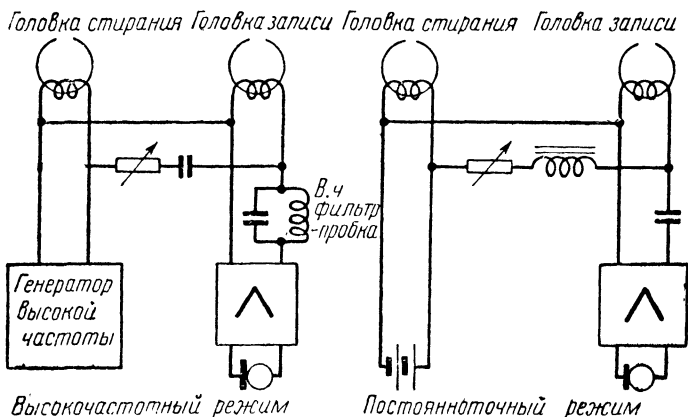 Головка стирания Головка записи Головка стирания Головка записи
В.ч
фильтр
-пробка
Генератор
высокой
частоты
Высокочастотный режим Постоянноточный режим